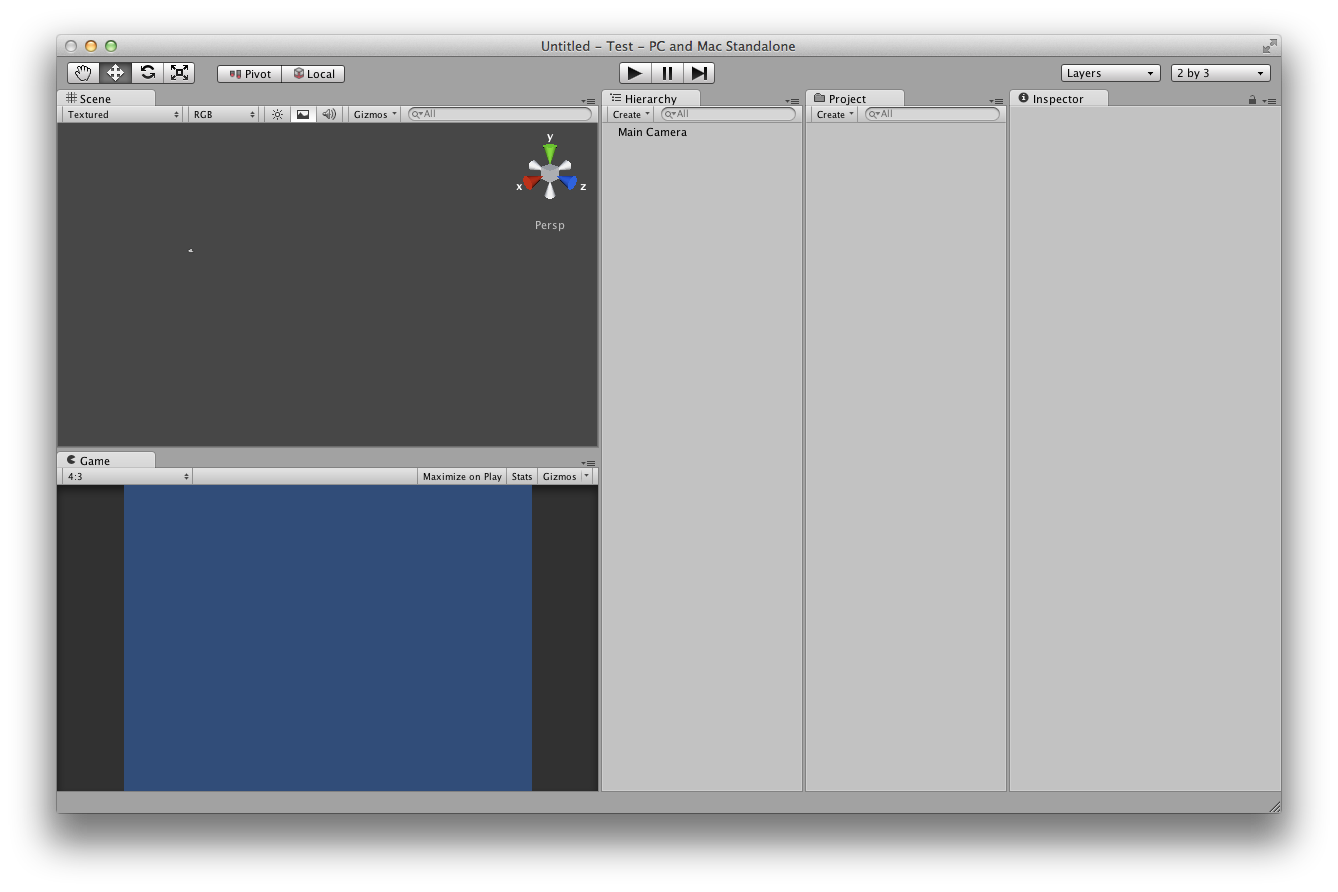 Untitled – Test – PC and Mac Standalone
Pivot Local
Layers 2 by 3
Scene
Textured RGB Gizmos All
y
x z
Persp
Game
4:3 Maximize on Play Stats Gizmos
Hierarchy
Create All
Main Camera
Project
Create All
Inspector